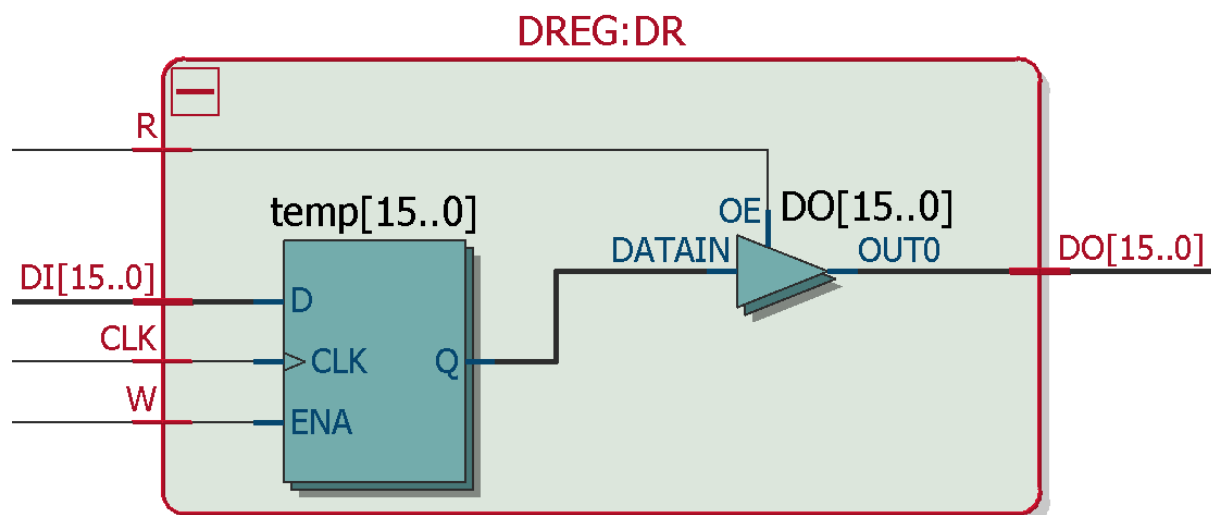 DREG:DR
R
temp[15..0]
OE
DO[15..0]
DATAIN
OUT0
DO[15..0]
DI[15..0]
D
CLK
CLK
Q
W
ENA